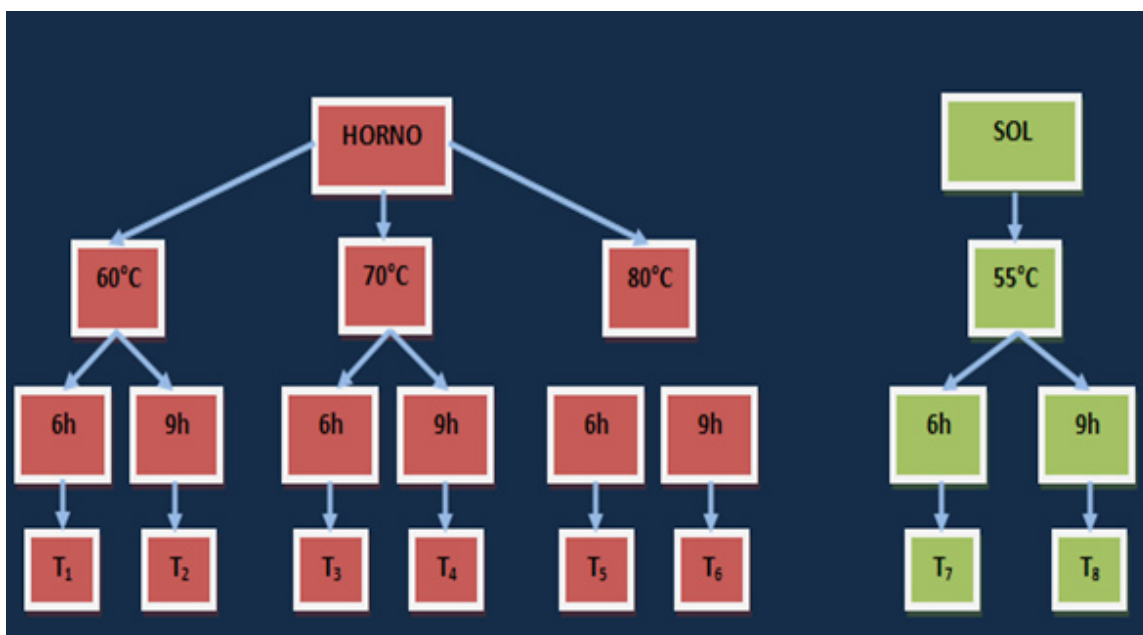 HORNO
SOL
60°C
70°C
80°C
55°C
6h
9h
6h
9h
6h
9h
6h
9h
T₁
T₂
T₃
T₄
T₅
T₆
T₇
T₈